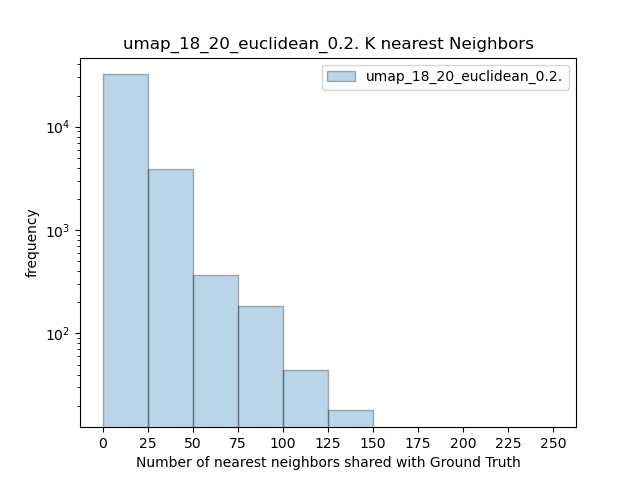 umap_18_20_euclidean_0.2. K nearest Neighbors
umap_18_20_euclidean_0.2.
frequency
10^4
10^3
10^2
0 25 50 75 100 125 150 175 200 225 250
Number of nearest neighbors shared with Ground Truth